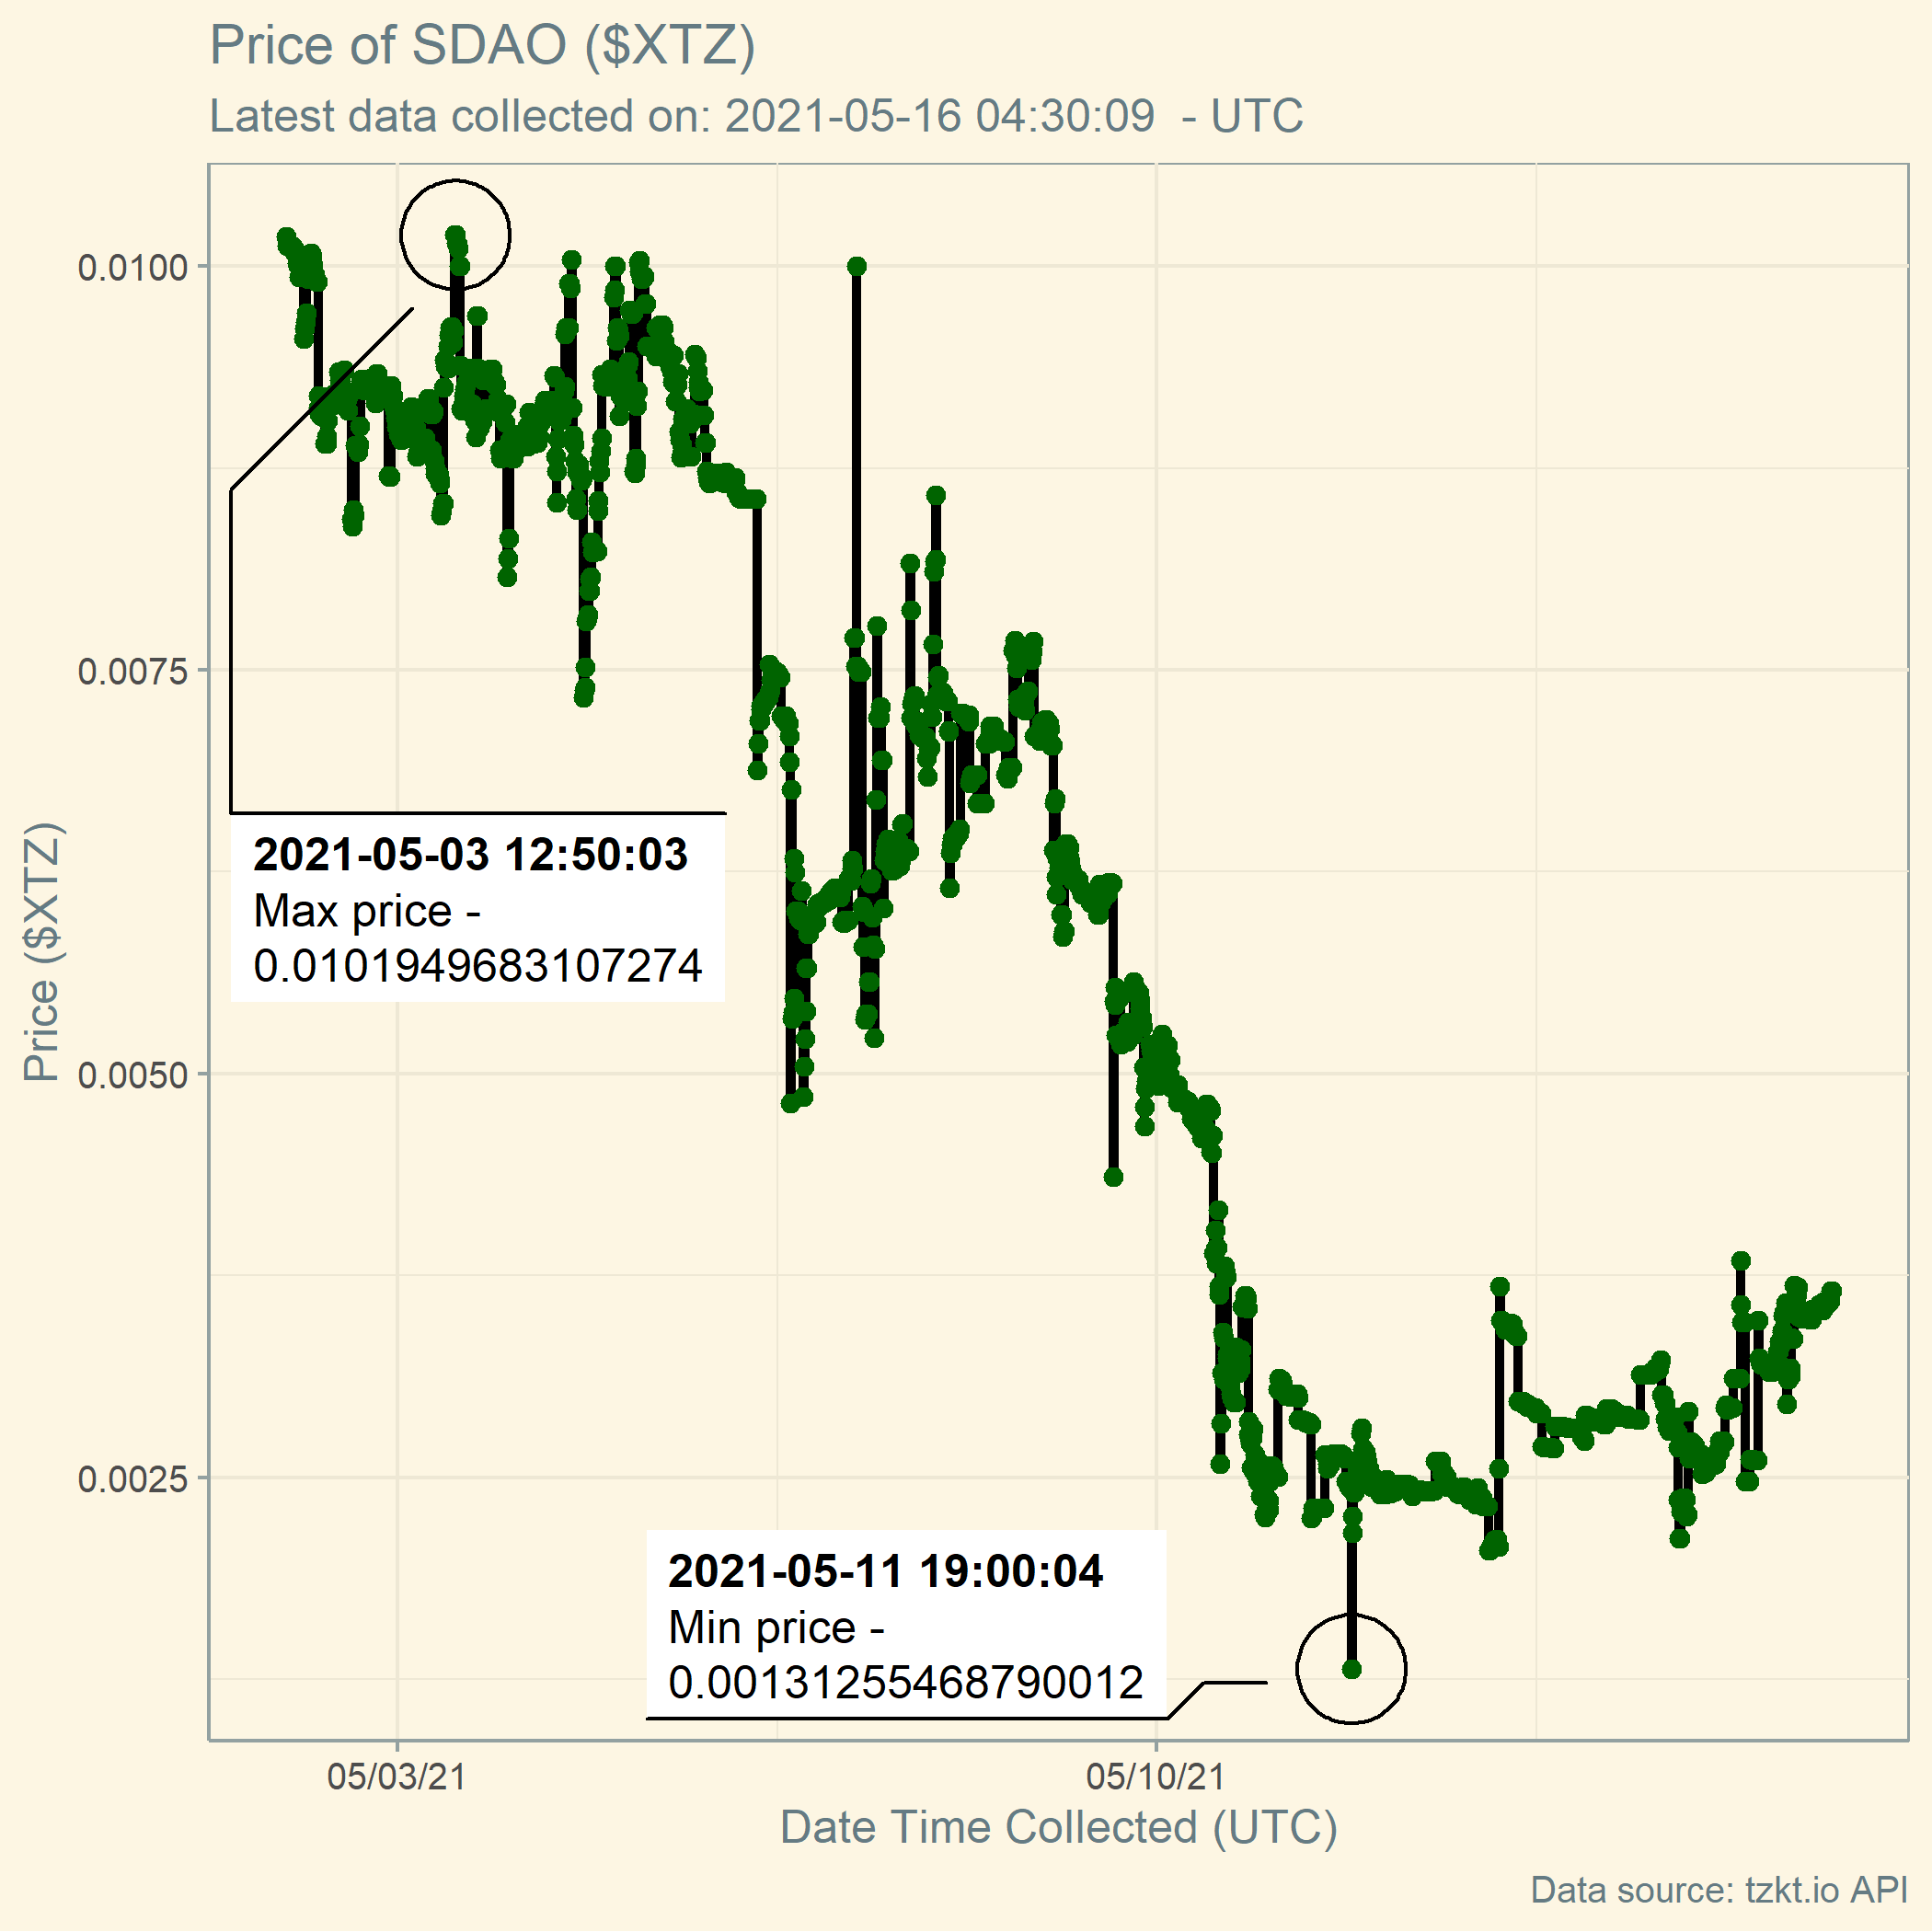 Price of SDAO ($XTZ)
Latest data collected on: 2021-05-16 04:30:09  - UTC
Price ($XTZ)
0.0100
0.0075
0.0050
0.0025
2021-05-03 12:50:03
Max price -
0.0101949683107274
2021-05-11 19:00:04
Min price -
0.00131255468790012
05/03/21
05/10/21
Date Time Collected (UTC)
Data source: tzkt.io API